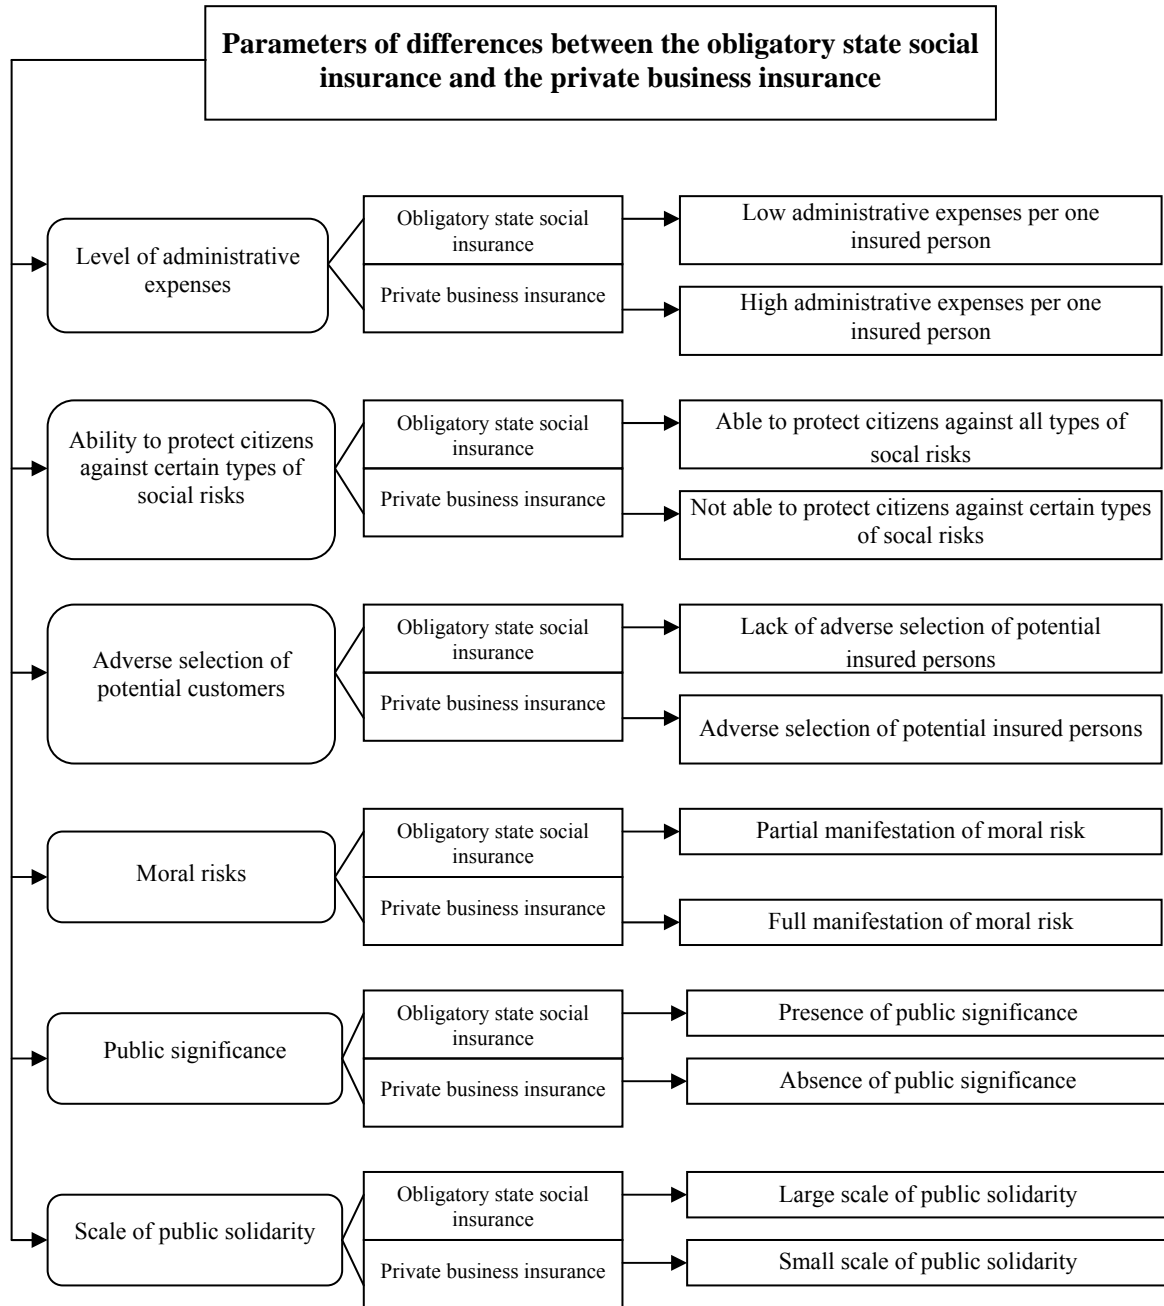 Parameters of differences between the obligatory state social
insurance and the private business insurance
Level of administrative
expenses
Obligatory state social
insurance
Private business insurance
Low administrative expenses per one
insured person
High administrative expenses per one
insured person
Ability to protect citizens
against certain types of
social risks
Obligatory state social
insurance
Private business insurance
Able to protect citizens against all types of
socal risks
Not able to protect citizens against certain types
of socal risks
Adverse selection of
potential customers
Obligatory state social
insurance
Private business insurance
Lack of adverse selection of potential
insured persons
Adverse selection of potential insured persons
Moral risks
Obligatory state social
insurance
Private business insurance
Partial manifestation of moral risk
Full manifestation of moral risk
Public significance
Obligatory state social
insurance
Private business insurance
Presence of public significance
Absence of public significance
Scale of public solidarity
Obligatory state social
insurance
Private business insurance
Large scale of public solidarity
Small scale of public solidarity